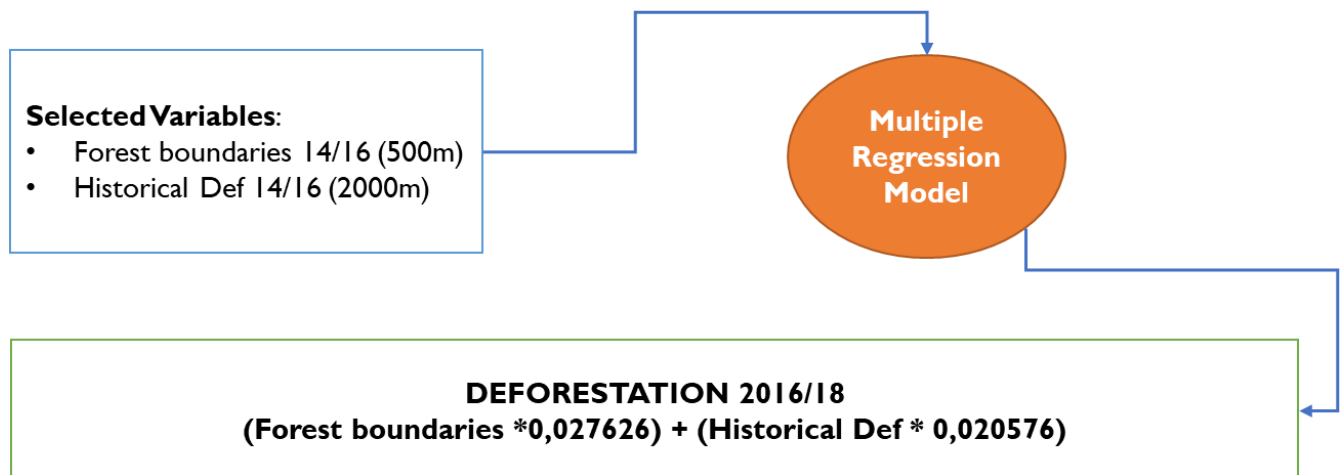 Selected Variables:
• Forest boundaries 14/16 (500m)
• Historical Def 14/16 (2000m)
Multiple
Regression
Model
DEFORESTATION 2016/18
(Forest boundaries *0,027626) + (Historical Def * 0,020576)